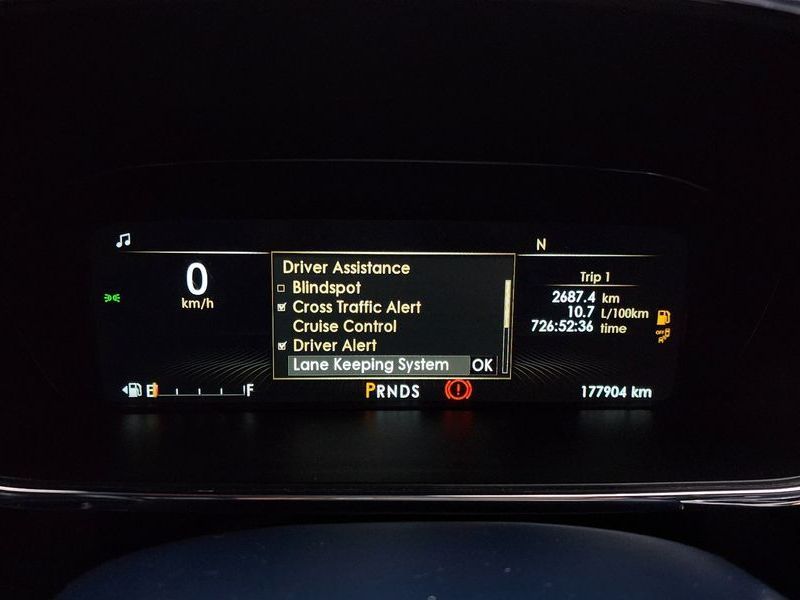 N
0
km/h
Driver Assistance
Blindspot
Cross Traffic Alert
Cruise Control
Driver Alert
Lane Keeping System OK
Trip 1
2687.4 km
10.7 L/100km
726:52:36 time
OFF
E F
PRNDS
177904 km